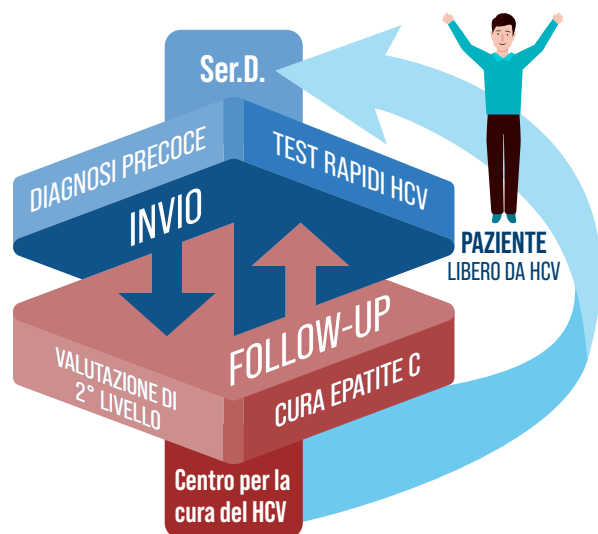 Ser.D.
DIAGNOSI PRECOCE
TEST RAPIDI HCV
INVIO
PAZIENTE
LIBERO DA HCV
FOLLOW-UP
VALUTAZIONE DI
2° LIVELLO
CURA EPATITE C
Centro per la
cura del HCV